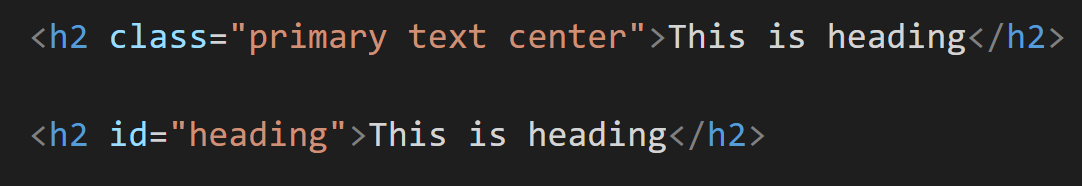 <h2 class="primary text center">This is heading</h2>
<h2 id="heading">This is heading</h2>